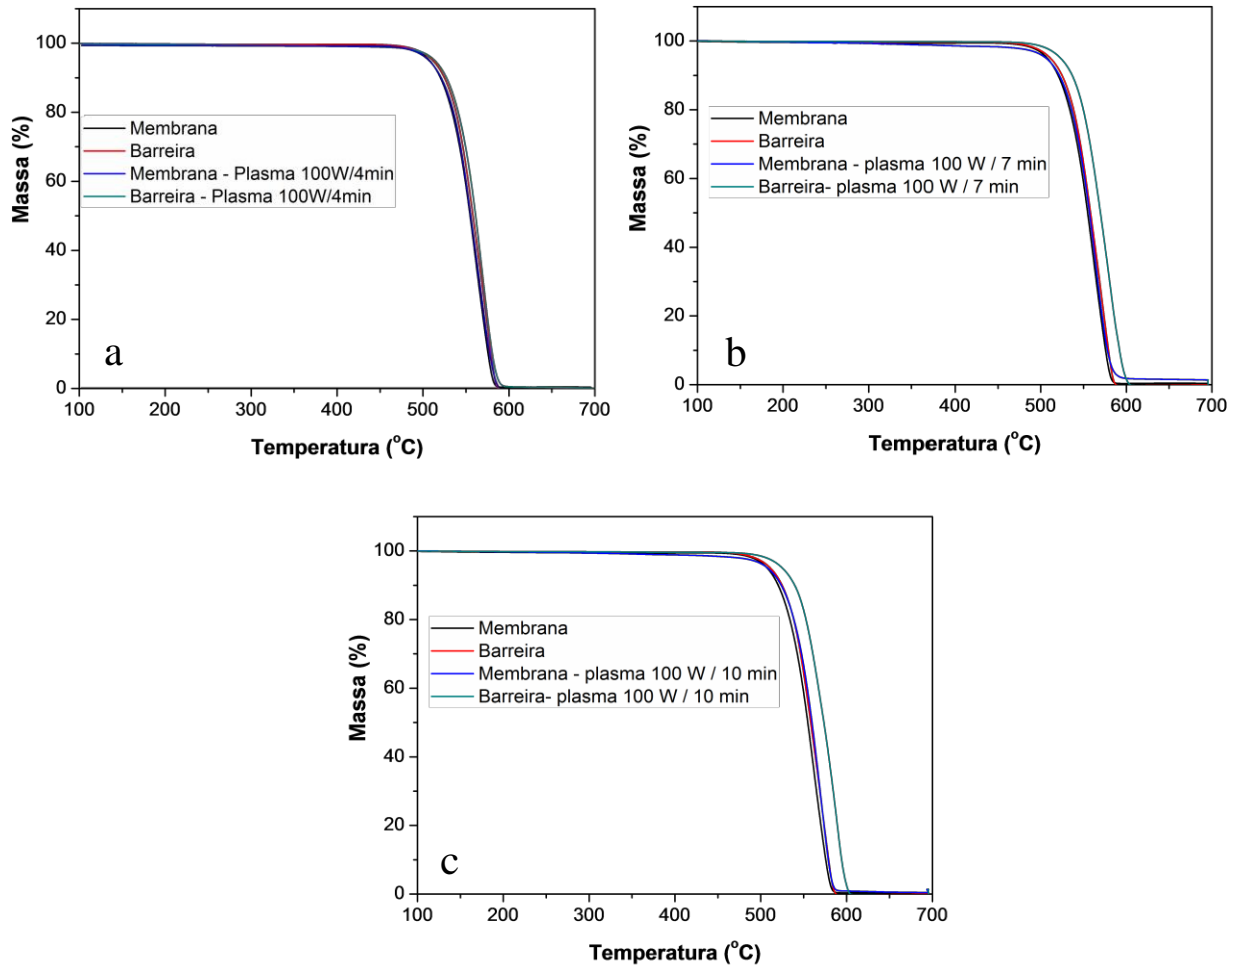 100
80
60
40
20
0
Massa (%)
Membrana
Barreira
Membrana - Plasma 100W/4min
Barreira - Plasma 100W/4min
a
100 200 300 400 500 600 700
Temperatura (°C)
100
80
60
40
20
0
Massa (%)
Membrana
Barreira
Membrana - plasma 100 W / 7 min
Barreira- plasma 100 W / 7 min
b
100 200 300 400 500 600 700
Temperatura (°C)
100
80
60
40
20
0
Massa (%)
Membrana
Barreira
Membrana - plasma 100 W / 10 min
Barreira- plasma 100 W / 10 min
c
100 200 300 400 500 600 700
Temperatura (°C)